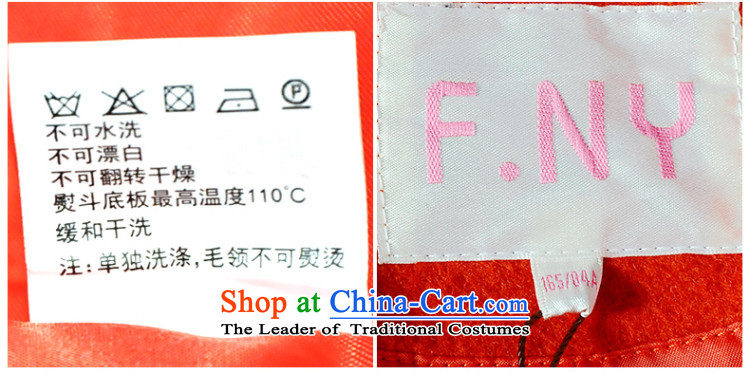 不可水洗
不可漂白
不可翻转干燥
熨斗底板最高温度110°C
缓和干洗
注:单独洗涤,毛领不可熨烫
P
F.NY
165/84A
Shop at China-Cart.com
The Leader of Traditional Costumes